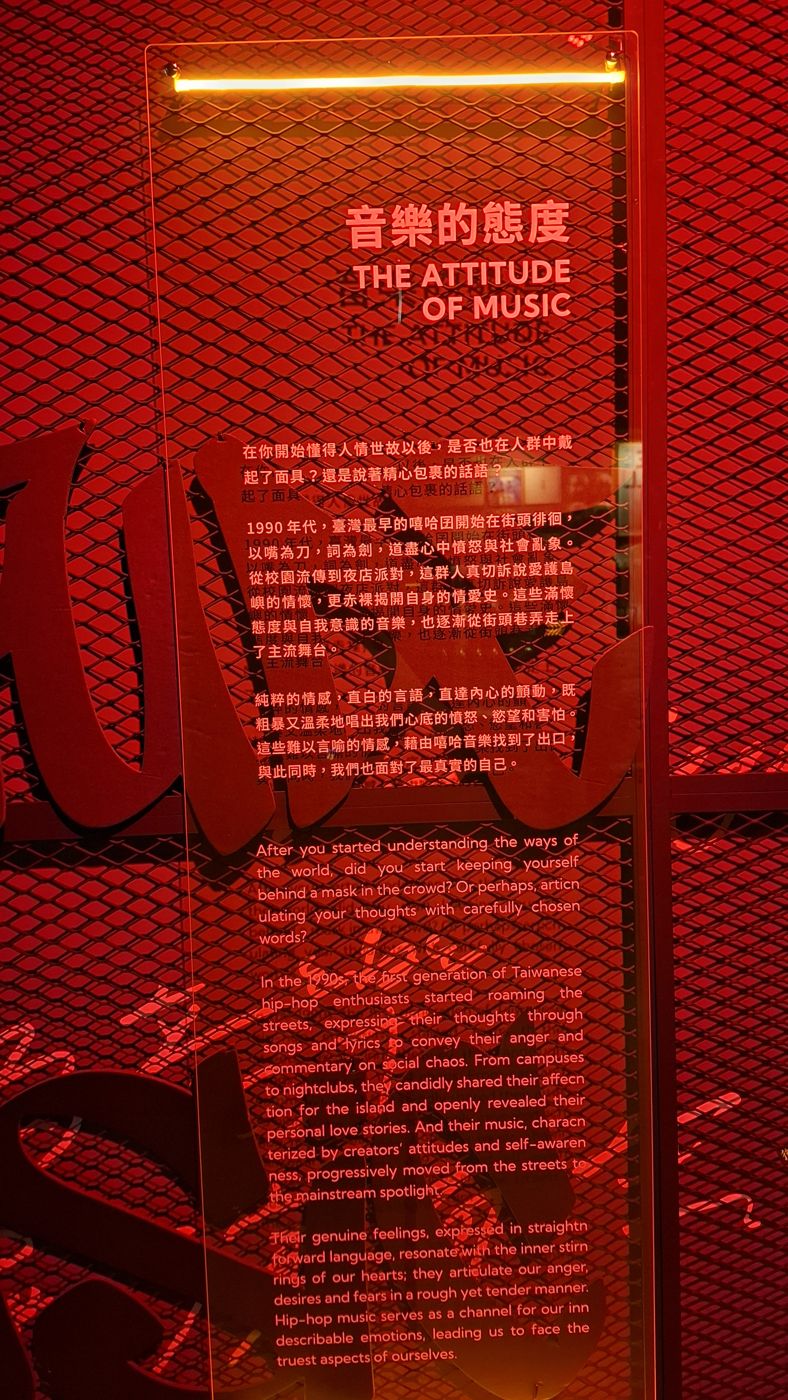 音樂的態度
THE ATTITUDE
OF MUSIC
在你開始懂得人情世故以後，是否也在人群中戴
起了面具？還是說著精心包裹的話語？
1990 年代，臺灣最早的嘻哈囝開始在街頭徘徊，
以嘴為刀，詞為劍，道盡心中憤怒與社會亂象。
從校園流傳到夜店派對，這群人真切訴說愛護島
嶼的情懷，更赤裸揭開自身的情愛史。這些滿懷
態度與自我意識的音樂，也逐漸從街頭巷弄走上
了主流舞台。
純粹的情感，直白的言語，直達內心的顫動，既
粗暴又溫柔地唱出我們心底的憤怒、慾望和害怕。
這些難以言喻的情感，藉由嘻哈音樂找到了出口，
與此同時，我們也面對了最真實的自己。
After you started understanding the ways of
the world, did you start keeping yourself
behind a mask in the crowd? Or perhaps, articn
ulating your thoughts with carefully chosen
words?
In the 1990s, the first generation of Taiwanese
hip-hop enthusiasts started roaming the
streets, expressing their thoughts through
songs and lyrics to convey their anger and
commentary on social chaos. From campuses
to nightclubs, they candidly shared their affecn
tion for the island and openly revealed their
personal love stories. And their music, characn
terized by creators' attitudes and self-awaren
ness, progressively moved from the streets to
the mainstream spotlight.
Their genuine feelings, expressed in straightn
forward language, resonate with the inner stirn
rings of our hearts; they articulate our anger,
desires and fears in a rough yet tender manner.
Hip-hop music serves as a channel for our inn
describable emotions, leading us to face the
truest aspects of ourselves.